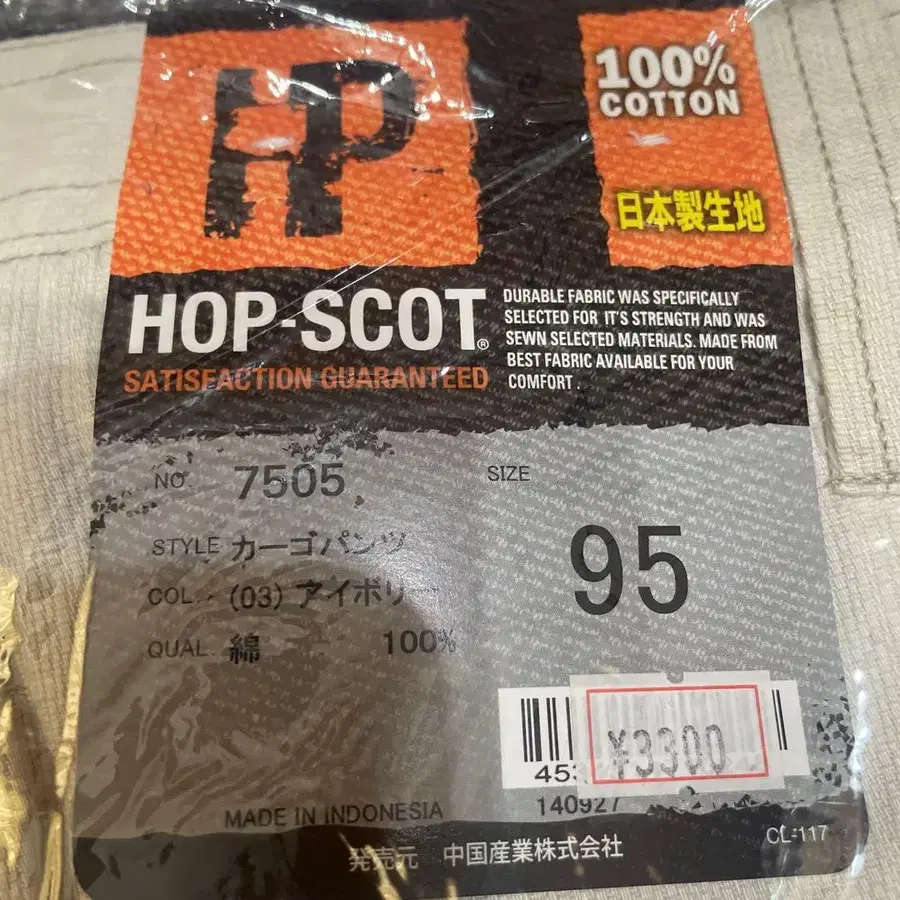 HP
100%
COTTON
日本製生地
HOP-SCOT®
SATISFACTION GUARANTEED
DURABLE FABRIC WAS SPECIFICALLY
SELECTED FOR IT'S STRENGTH AND WAS
SEWN SELECTED MATERIALS. MADE FROM
BEST FABRIC AVAILABLE FOR YOUR
COMFORT.
NO 7505
SIZE
95
STYLE カーゴパンツ
COL. (03) アイボリー
QUAL. 綿 100%
¥3300
453
140927
MADE IN INDONESIA
発売元 中国産業株式会社
CL-117